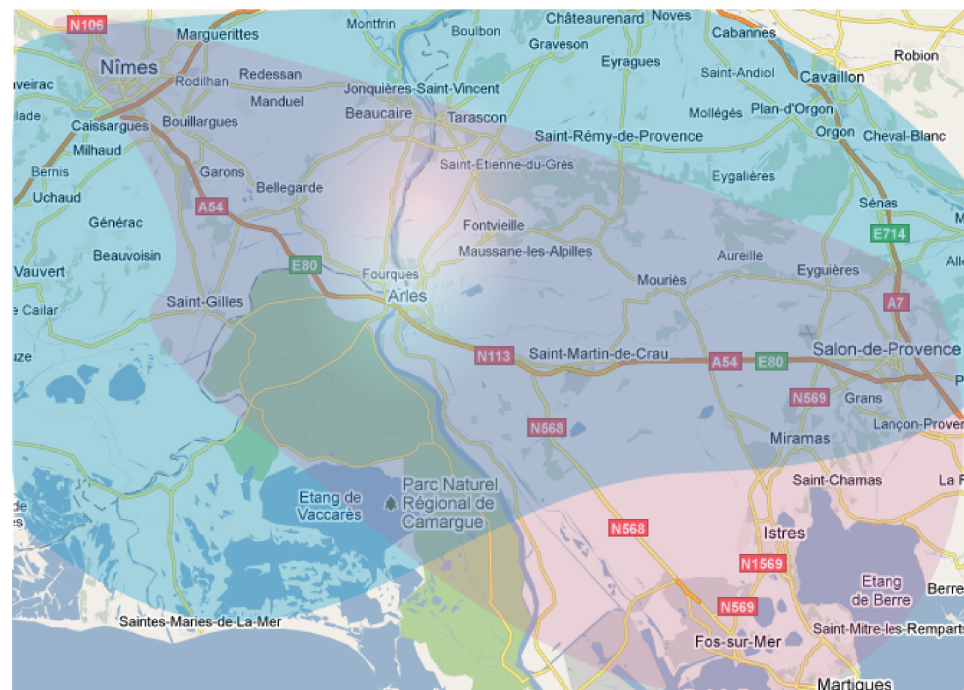 Montfrin
Châteaurenard
Noves
N106
Boulbon
Cabannes
Marguerittes
Graveson
Robion
Eyragues
Nîmes
Saint-Andiol
Cavaillon
Redessan
Rodilhan
Jonquières-Saint-Vincent
Manduel
Mollégès
Plan-d'Orgon
Beaucaire
Tarascon
Caissargues
Bouillargues
Saint-Rémy-de-Provence
Orgon
Cheval-Blanc
Milhaud
Saint-Etienne-du-Grès
Bernis
Garons
Eygalières
Bellegarde
Uchaud
Sénas
A54
Générac
Fontvieille
E714
Beauvoisin
Maussane-les-Alpilles
Aureille
E80
Vauvert
Fourques
Eyguières
Mouriès
Arles
Saint-Gilles
A7
Le Cailar
N113
Saint-Martin-de-Crau
Salon-de-Provence
A54
E80
N569
Grans
N568
Lançon-Proven
Miramas
Saint-Chamas
Parc Naturel
Régional de
Camargue
Etang de
Vaccarès
N568
Istres
N1569
Etang
de Berre
Berre
N569
Saintes-Maries-de-La-Mer
Saint-Mitre-les-Remparts
Fos-sur-Mer
Martigues